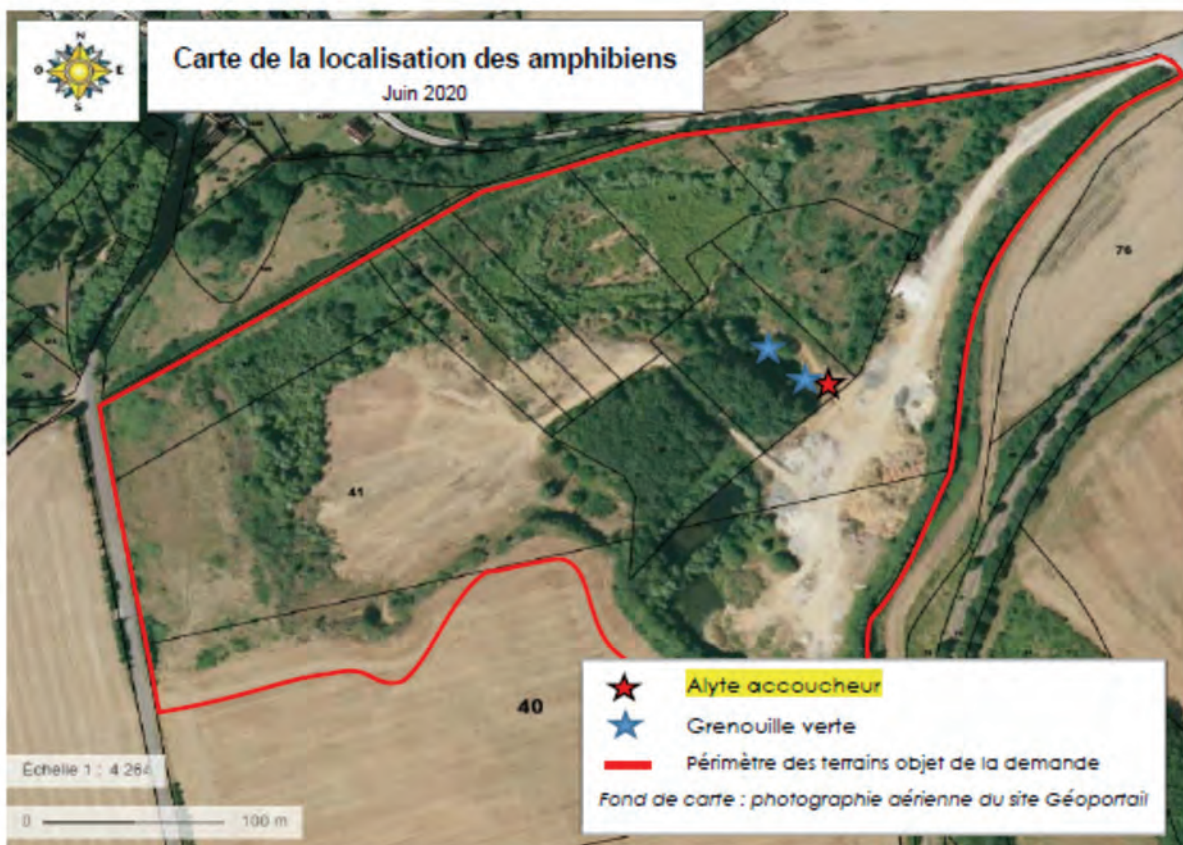 N
O E
S
Carte de la localisation des amphibiens
Juin 2020
76
41
40
Alyte accoucheur
Grenouille verte
Périmètre des terrains objet de la demande
Fond de carte : photographie aérienne du site Géoportail
Échelle 1 : 4 264
0 100 m